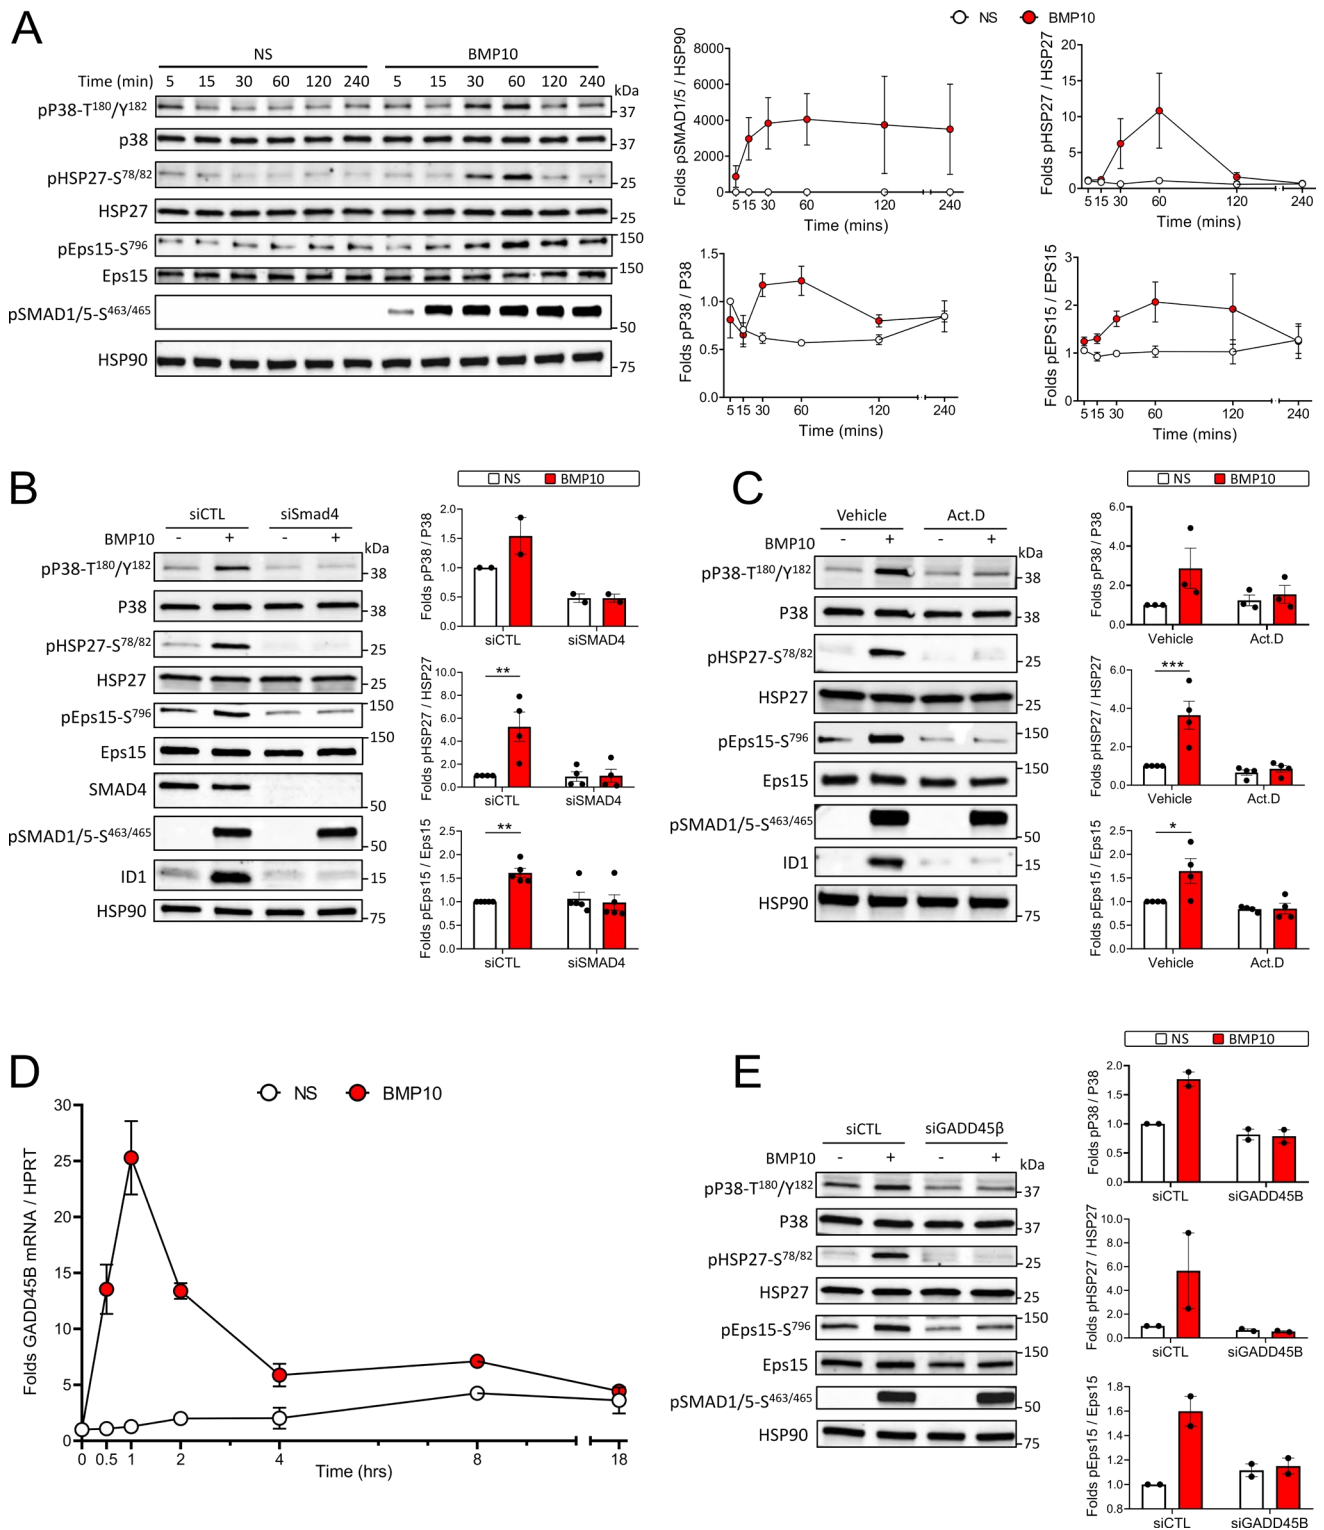 A
NS BMP10
Time (min) 5 15 30 60 120 240 5 15 30 60 120 240 kDa
pP38-T180/Y182 37
p38 37
pHSP27-S78/82 25
HSP27 25
pEps15-S796 150
Eps15 150
pSMAD1/5-S463/465 50
HSP90 75
NS BMP10
Folds pSMAD1/5 / HSP90
8000
6000
4000
2000
0
5 15 30 60 120 240
Time (mins)
Folds pHSP27 / HSP27
20
15
10
5
0
5 15 30 60 120 240
Time (mins)
Folds pP38 / P38
1.5
1.0
0.5
0.0
5 15 30 60 120 240
Time (mins)
Folds pEPS15 / EPS15
3
2
1
0
5 15 30 60 120 240
Time (mins)
B
siCTL siSmad4
BMP10 - + - + kDa
pP38-T180/Y182 38
P38 38
pHSP27-S78/82 25
HSP27 25
pEps15-S796 150
Eps15 150
SMAD4 50
pSMAD1/5-S463/465 50
ID1 15
HSP90 75
NS BMP10
Folds pP38 / P38
2.0
1.5
1.0
0.5
0.0
siCTL siSMAD4
Folds pHSP27 / HSP27
10.0
8.0
6.0
4.0
2.0
0.0
**
siCTL siSMAD4
Folds pEps15 / Eps15
2.5
2.0
1.5
1.0
0.5
0.0
**
siCTL siSMAD4
C
Vehicle Act.D
BMP10 - + - + kDa
pP38-T180/Y182 38
P38 38
pHSP27-S78/82 25
HSP27 25
pEps15-S796 150
Eps15 150
pSMAD1/5-S463/465 50
ID1 15
HSP90 75
NS BMP10
Folds pP38 / P38
6.0
4.0
2.0
0.0
Vehicle Act.D
Folds pHSP27 / HSP27
6.0
4.0
2.0
0.0
***
Vehicle Act.D
Folds pEps15 / Eps15
2.5
2.0
1.5
1.0
0.5
0.0
*
Vehicle Act.D
D
NS BMP10
Folds GADD45B mRNA / HPRT
30
25
20
15
10
5
0
0 0.5 1 2 4 8 18
Time (hrs)
E
siCTL siGADD45β
BMP10 - + - + kDa
pP38-T180/Y182 37
P38 37
pHSP27-S78/82 25
HSP27 25
pEps15-S796 150
Eps15 150
pSMAD1/5-S463/465 50
HSP90 75
NS BMP10
Folds pP38 / P38
2.0
1.5
1.0
0.5
0.0
siCTL siGADD45B
Folds pHSP27 / HSP27
10.0
8.0
6.0
4.0
2.0
0.0
siCTL siGADD45B
Folds pEps15 / Eps15
1.8
1.6
1.4
1.2
1.0
0.8
siCTL siGADD45B